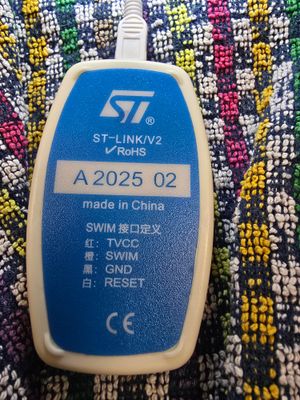 ST®
ST-LINK/V2
✓RoHS
A 2025 02
made in China
SWIM 接口定义
红: TVCC
橙: SWIM
黑: GND
白: RESET
CE